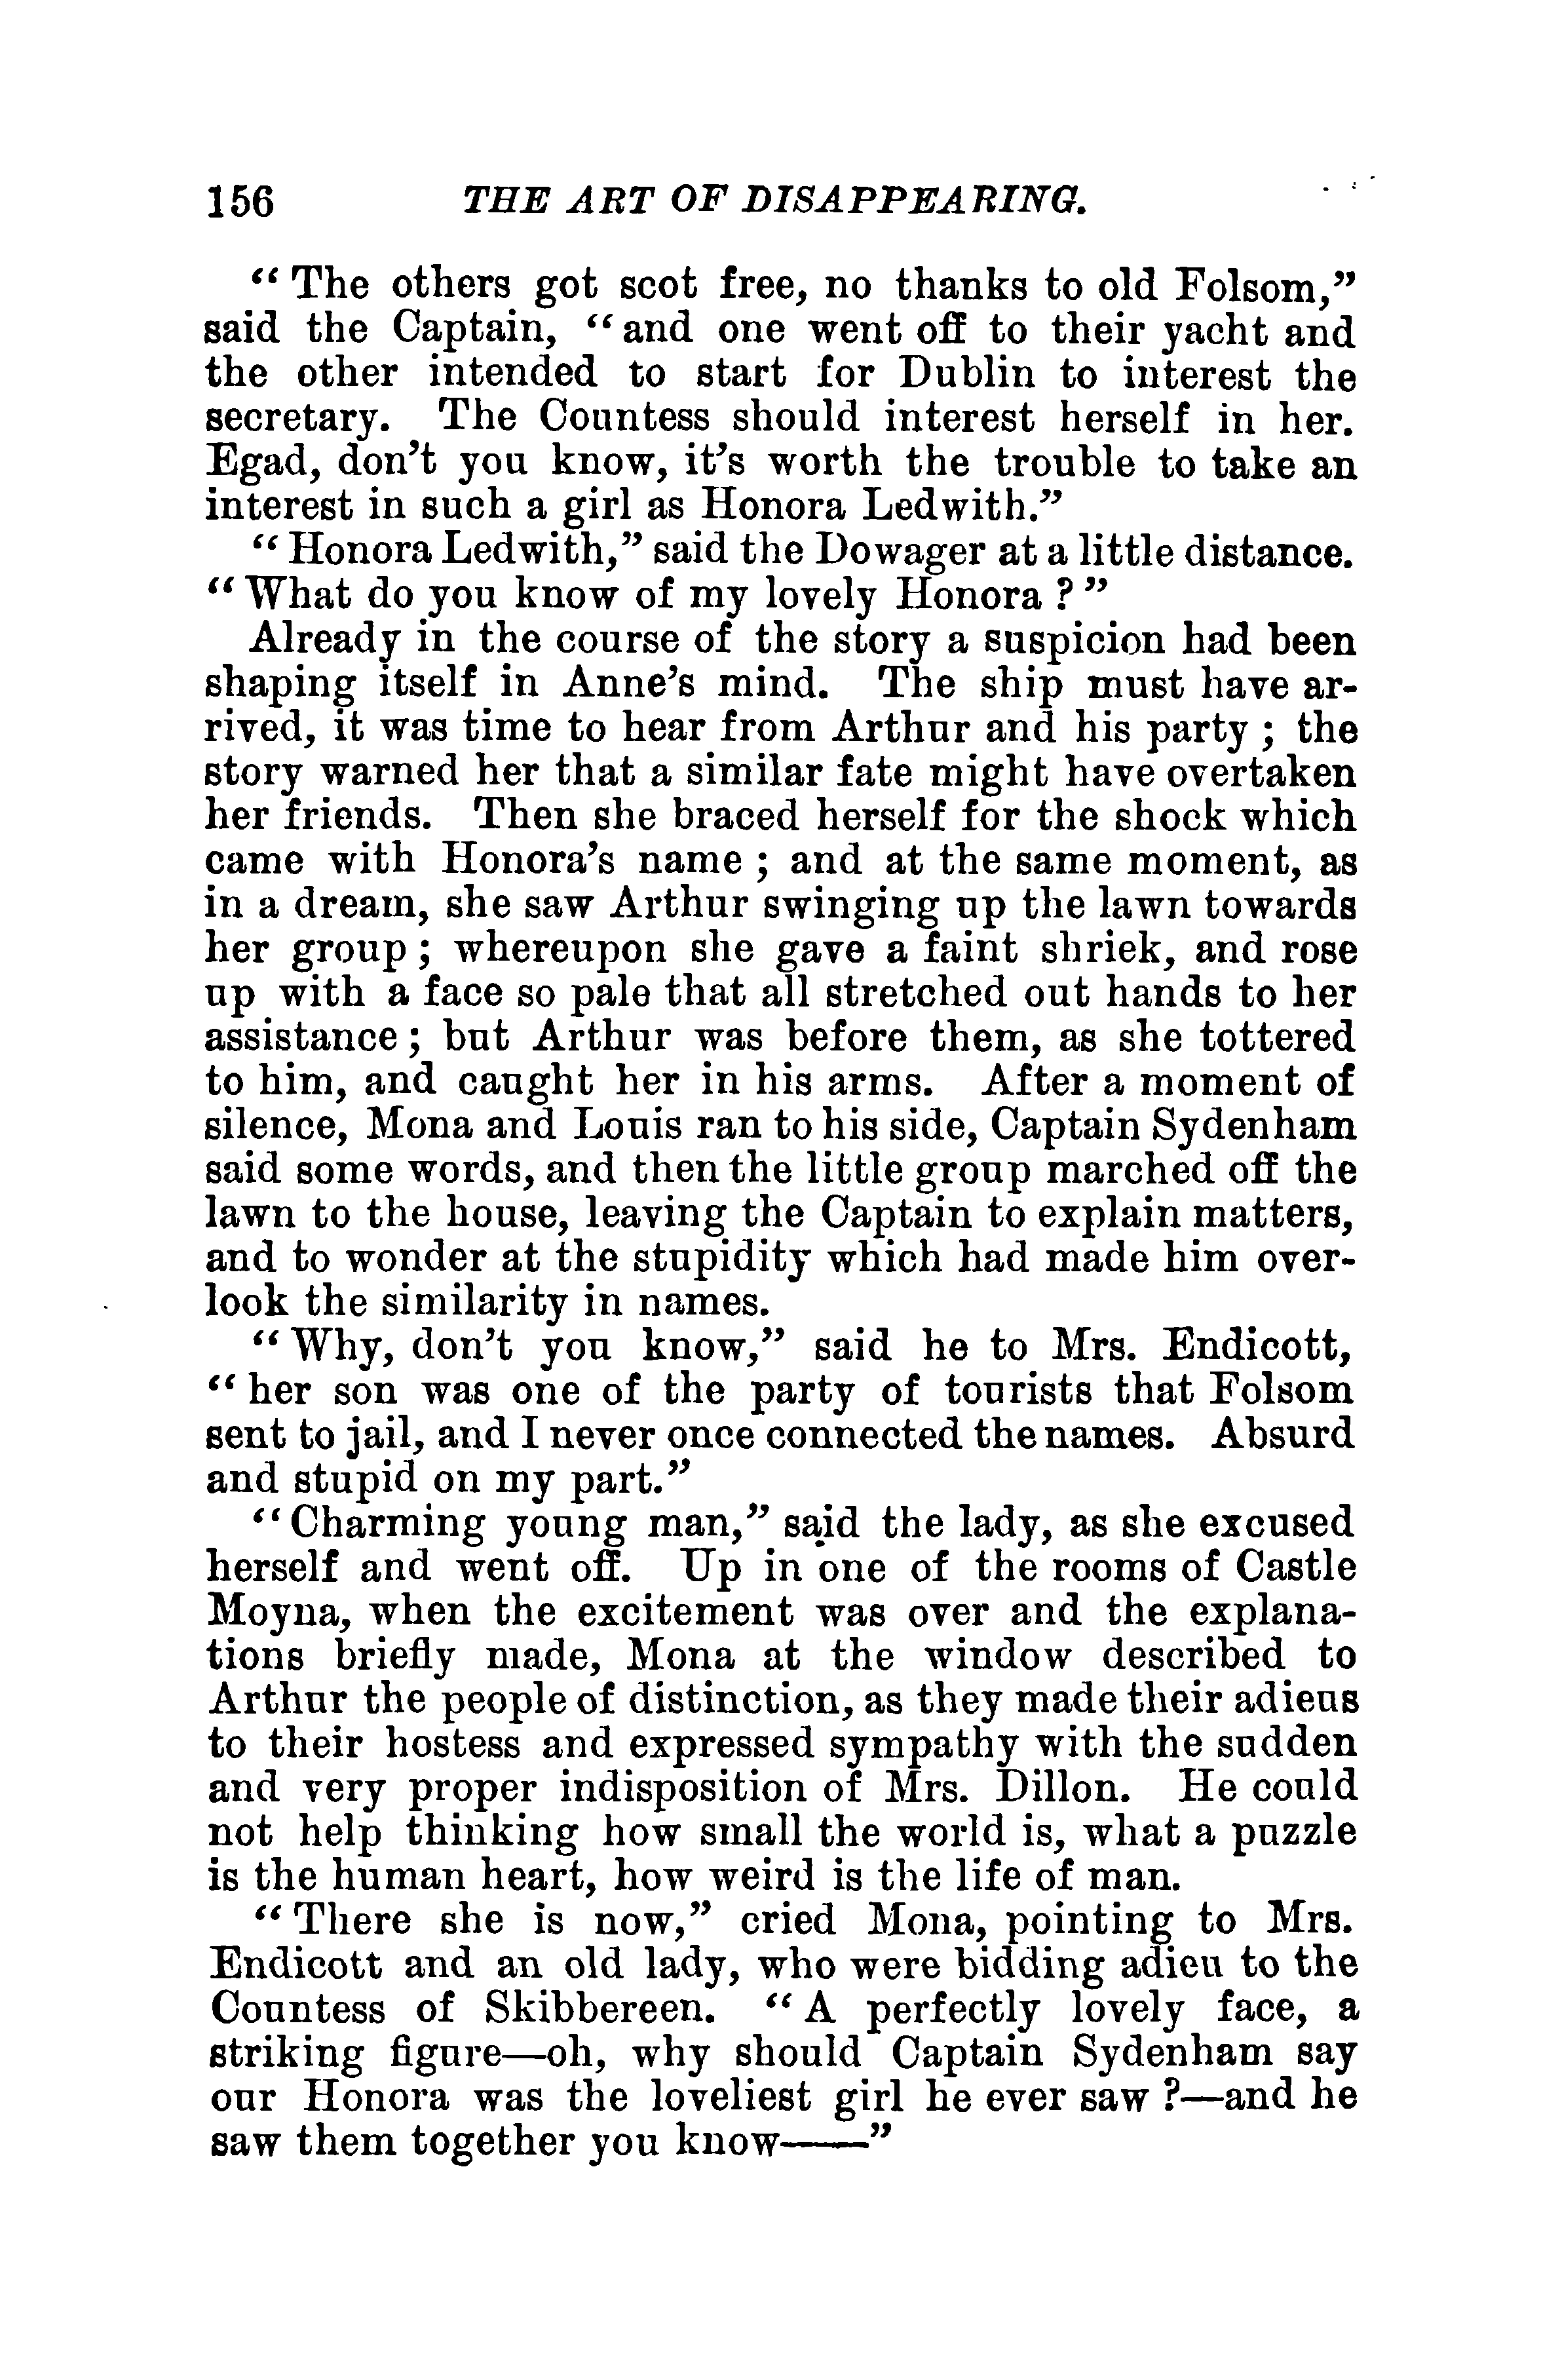 156 THE ART OF DISAPPEARING.
“The others got scot free, no thanks to old Folsom,”
said the Captain, “and one went off to their yacht and
the other intended to start for Dublin to interest the
secretary. The Countess should interest herself in her.
Egad, don’t you know, it’s worth the trouble to take an
interest in such a girl as Honora Ledwith.”
“Honora Ledwith,” said the Dowager at a little distance.
“What do you know of my lovely Honora?”
Already in the course of the story a suspicion had been
shaping itself in Anne’s mind. The ship must have ar-
rived, it was time to hear from Arthur and his party; the
story warned her that a similar fate might have overtaken
her friends. Then she braced herself for the shock which
came with Honora’s name; and at the same moment, as
in a dream, she saw Arthur swinging up the lawn towards
her group; whereupon she gave a faint shriek, and rose
up with a face so pale that all stretched out hands to her
assistance; but Arthur was before them, as she tottered
to him, and caught her in his arms. After a moment of
silence, Mona and Louis ran to his side, Captain Sydenham
said some words, and then the little group marched off the
lawn to the house, leaving the Captain to explain matters,
and to wonder at the stupidity which had made him over-
look the similarity in names.
“Why, don’t you know,” said he to Mrs. Endicott,
“her son was one of the party of tourists that Folsom
sent to jail, and I never once connected the names. Absurd
and stupid on my part.”
“Charming young man,” said the lady, as she excused
herself and went off. Up in one of the rooms of Castle
Moyna, when the excitement was over and the explana-
tions briefly made, Mona at the window described to
Arthur the people of distinction, as they made their adieus
to their hostess and expressed sympathy with the sudden
and very proper indisposition of Mrs. Dillon. He could
not help thinking how small the world is, what a puzzle
is the human heart, how weird is the life of man.
“There she is now,” cried Mona, pointing to Mrs.
Endicott and an old lady, who were bidding adieu to the
Countess of Skibbereen. “A perfectly lovely face, a
striking figure—oh, why should Captain Sydenham say
our Honora was the loveliest girl he ever saw?—and he
saw them together you know——”